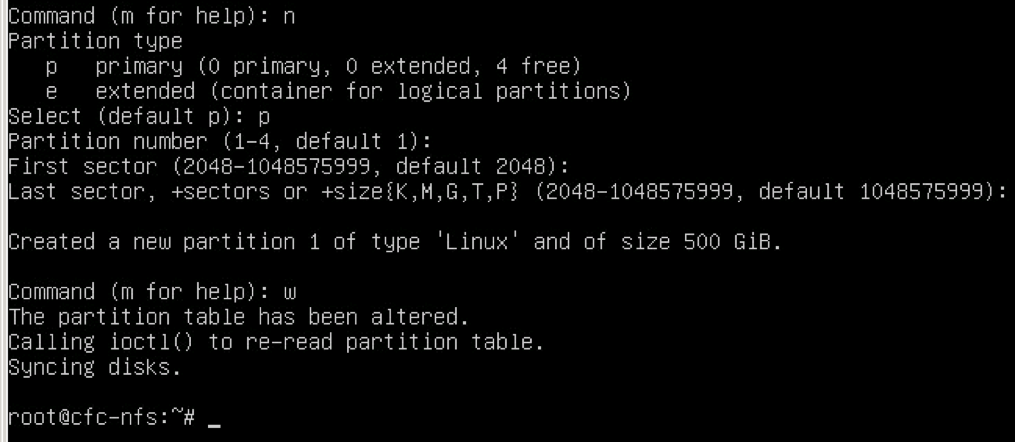 Command (m for help): n
Partition type
   p   primary (0 primary, 0 extended, 4 free)
   e   extended (container for logical partitions)
Select (default p): p
Partition number (1-4, default 1):
First sector (2048-1048575999, default 2048):
Last sector, +sectors or +size{K,M,G,T,P} (2048-1048575999, default 1048575999):
Created a new partition 1 of type 'Linux' and of size 500 GiB.
Command (m for help): w
The partition table has been altered.
Calling ioctl() to re-read partition table.
Syncing disks.
root@cfc-nfs:~# _